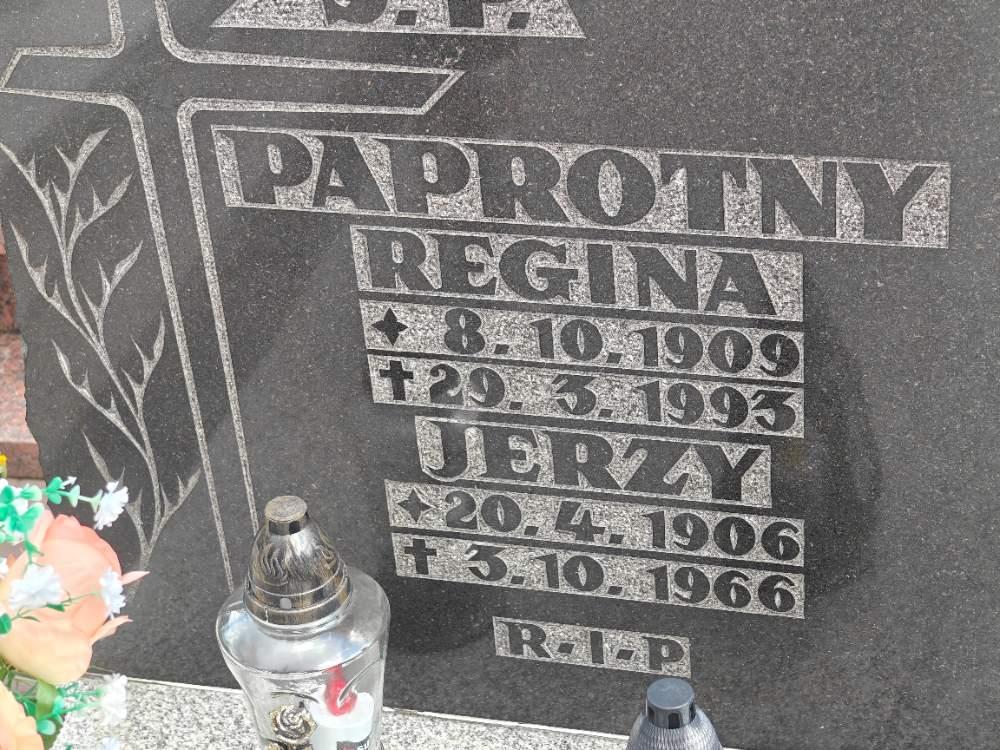 Ś.P.
PAPROTNY
REGINA
✦ 8. 10. 1909
✝ 29. 3. 1993
JERZY
✦ 20. 4. 1906
✝ 3. 10. 1966
R-I-P